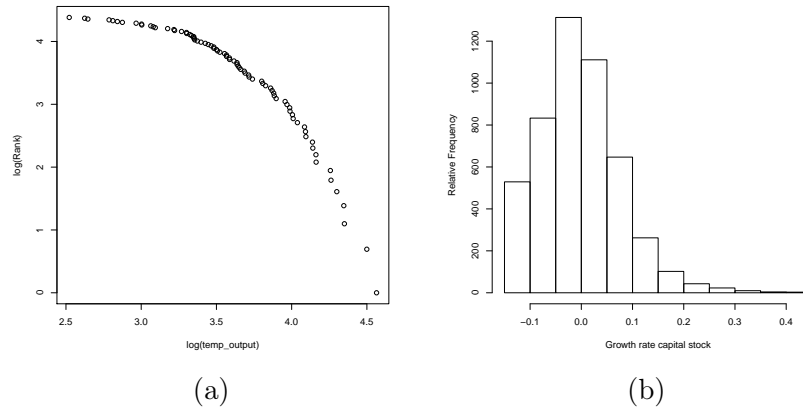 4
3
2
1
0
log(Rank)
2.5 3.0 3.5 4.0 4.5
log(temp_output)
(a)
1200
1000
800
600
400
200
0
Relative Frequency
−0.1 0.0 0.1 0.2 0.3 0.4
Growth rate capital stock
(b)